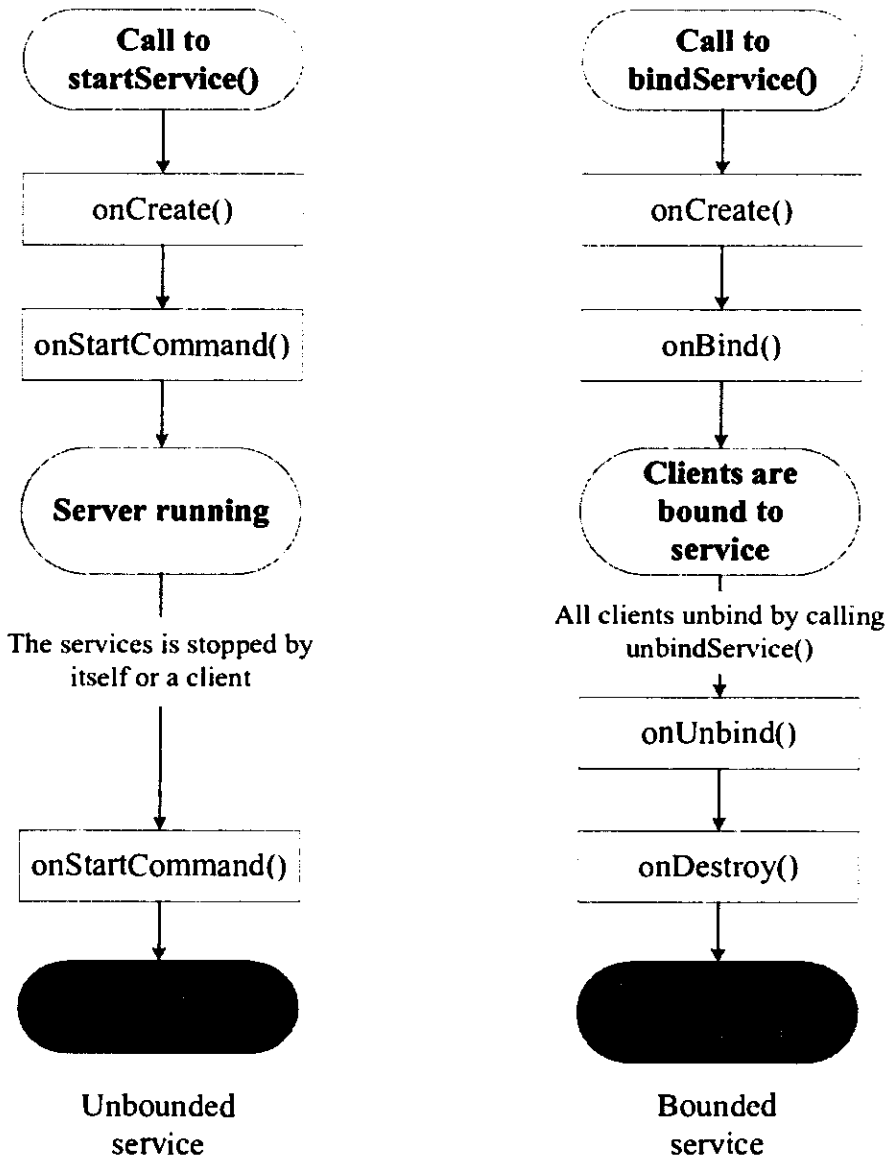 Call to
startService()
onCreate()
onStartCommand()
Server running
The services is stopped by
itself or a client
onStartCommand()
Unbounded
service
Call to
bindService()
onCreate()
onBind()
Clients are
bound to
service
All clients unbind by calling
unbindService()
onUnbind()
onDestroy()
Bounded
service